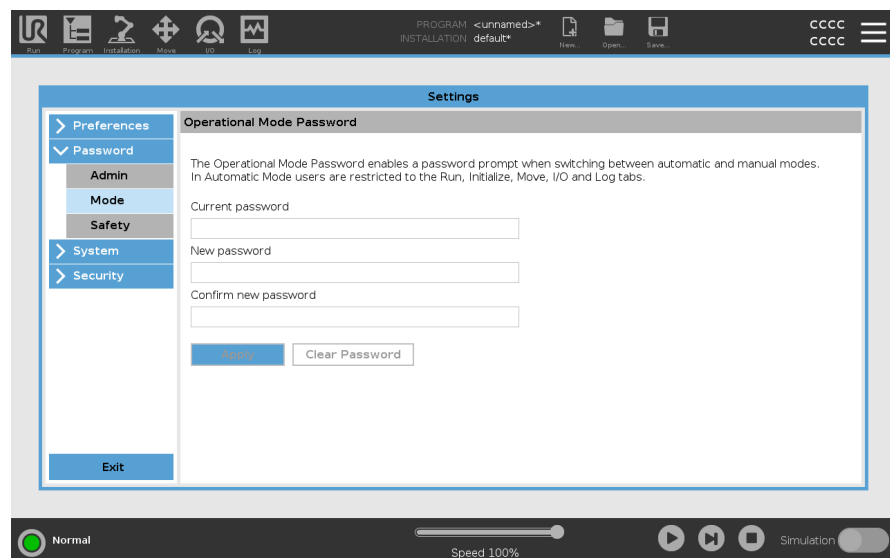 PROGRAM <unnamed>*
INSTALLATION default*
CCCC
CCCC
Run
Program
Installation
Move
I/O
Log
New...
Open...
Save...
Settings
Preferences
Password
Admin
Mode
Safety
System
Security
Exit
Operational Mode Password
The Operational Mode Password enables a password prompt when switching between automatic and manual modes.
In Automatic Mode users are restricted to the Run, Initialize, Move, I/O and Log tabs.
Current password
New password
Confirm new password
Apply
Clear Password
Normal
Speed 100%
Simulation